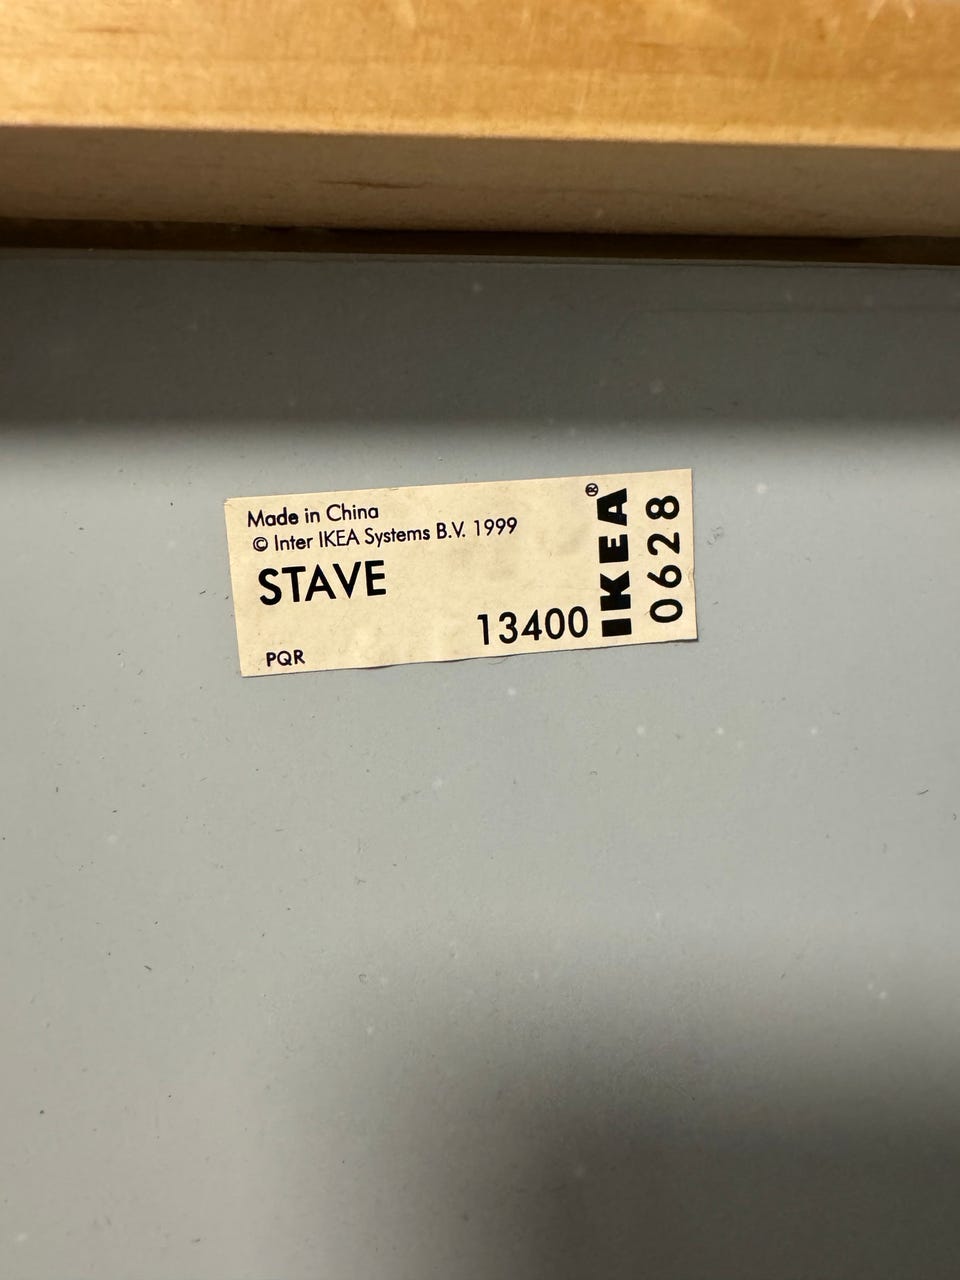 Made in China
© Inter IKEA Systems B.V. 1999
STAVE
13400
PQR
IKEA®
0628